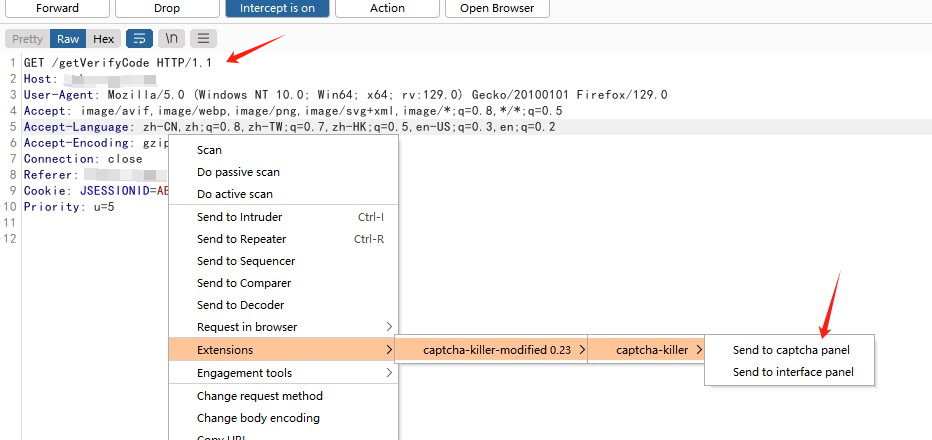 Forward Drop Intercept is on Action Open Browser
Pretty Raw Hex \n
1 GET /getVerifyCode HTTP/1.1
2 Host:
3 User-Agent: Mozilla/5.0 (Windows NT 10.0; Win64; x64; rv:129.0) Gecko/20100101 Firefox/129.0
4 Accept: image/avif,image/webp,image/png,image/svg+xml,image/*;q=0.8,*/*;q=0.5
5 Accept-Language: zh-CN,zh;q=0.8,zh-TW;q=0.7,zh-HK;q=0.5,en-US;q=0.3,en;q=0.2
6 Accept-Encoding: gzip
7 Connection: close
8 Referer:
9 Cookie: JSESSIONID=AE
10 Priority: u=5
11
12
Scan
Do passive scan
Do active scan
Send to Intruder Ctrl-I
Send to Repeater Ctrl-R
Send to Sequencer
Send to Comparer
Send to Decoder
Request in browser >
Extensions > captcha-killer-modified 0.23 > captcha-killer > Send to captcha panel
Send to interface panel
Engagement tools >
Change request method
Change body encoding
Copy URL